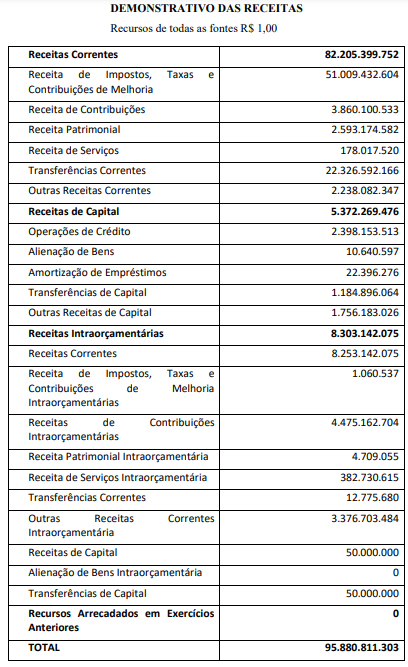 DEMONSTRATIVO DAS RECEITAS
Recursos de todas as fontes R$ 1,00
Receitas Correntes 82.205.399.752
Receita de Impostos, Taxas e
Contribuições de Melhoria 51.009.432.604
Receita de Contribuições 3.860.100.533
Receita Patrimonial 2.593.174.582
Receita de Serviços 178.017.520
Transferências Correntes 22.326.592.166
Outras Receitas Correntes 2.238.082.347
Receitas de Capital 5.372.269.476
Operações de Crédito 2.398.153.513
Alienação de Bens 10.640.597
Amortização de Empréstimos 22.396.276
Transferências de Capital 1.184.896.064
Outras Receitas de Capital 1.756.183.026
Receitas Intraorçamentárias 8.303.142.075
Receitas Correntes 8.253.142.075
Receita de Impostos, Taxas e 1.060.537
Contribuições de Melhoria
Intraorçamentárias
Receitas de Contribuições 4.475.162.704
Intraorçamentárias
Receita Patrimonial Intraorçamentária 4.709.055
Receita de Serviços Intraorçamentária 382.730.615
Transferências Correntes 12.775.680
Outras Receitas Correntes 3.376.703.484
Intraorçamentária
Receitas de Capital 50.000.000
Alienação de Bens Intraorçamentária 0
Transferências de Capital 50.000.000
Recursos Arrecadados em Exercícios 0
Anteriores
TOTAL 95.880.811.303